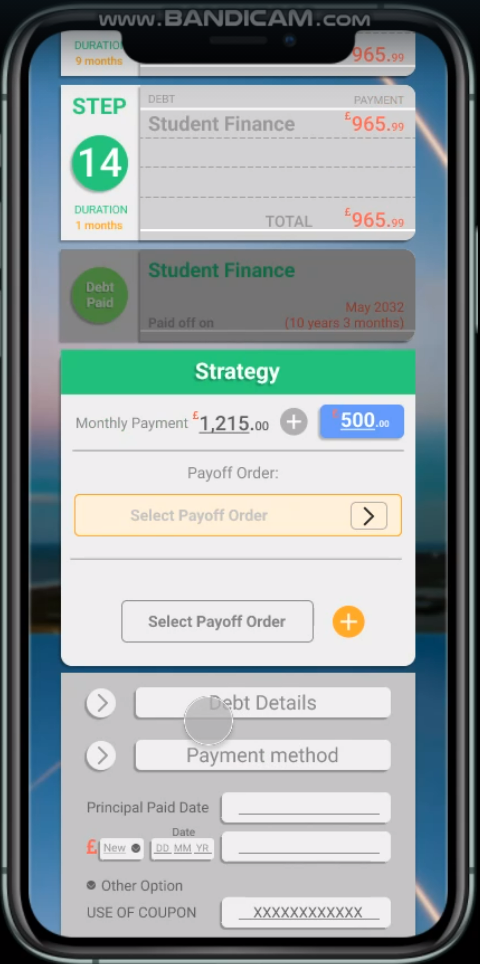 www.BANDICAM.com
DURATION
9 months
965.99
STEP
14
DURATION
1 months
DEBT PAYMENT
Student Finance £965.99
TOTAL £965.99
Debt Paid
Student Finance
May 2032
Paid off on (10 years 3 months)
Strategy
Monthly Payment £1,215.00 + £500.00
Payoff Order:
Select Payoff Order >
Select Payoff Order +
> Debt Details
> Payment method
Principal Paid Date
Date
£ New DD MM YR
Other Option
USE OF COUPON XXXXXXXXXXXX